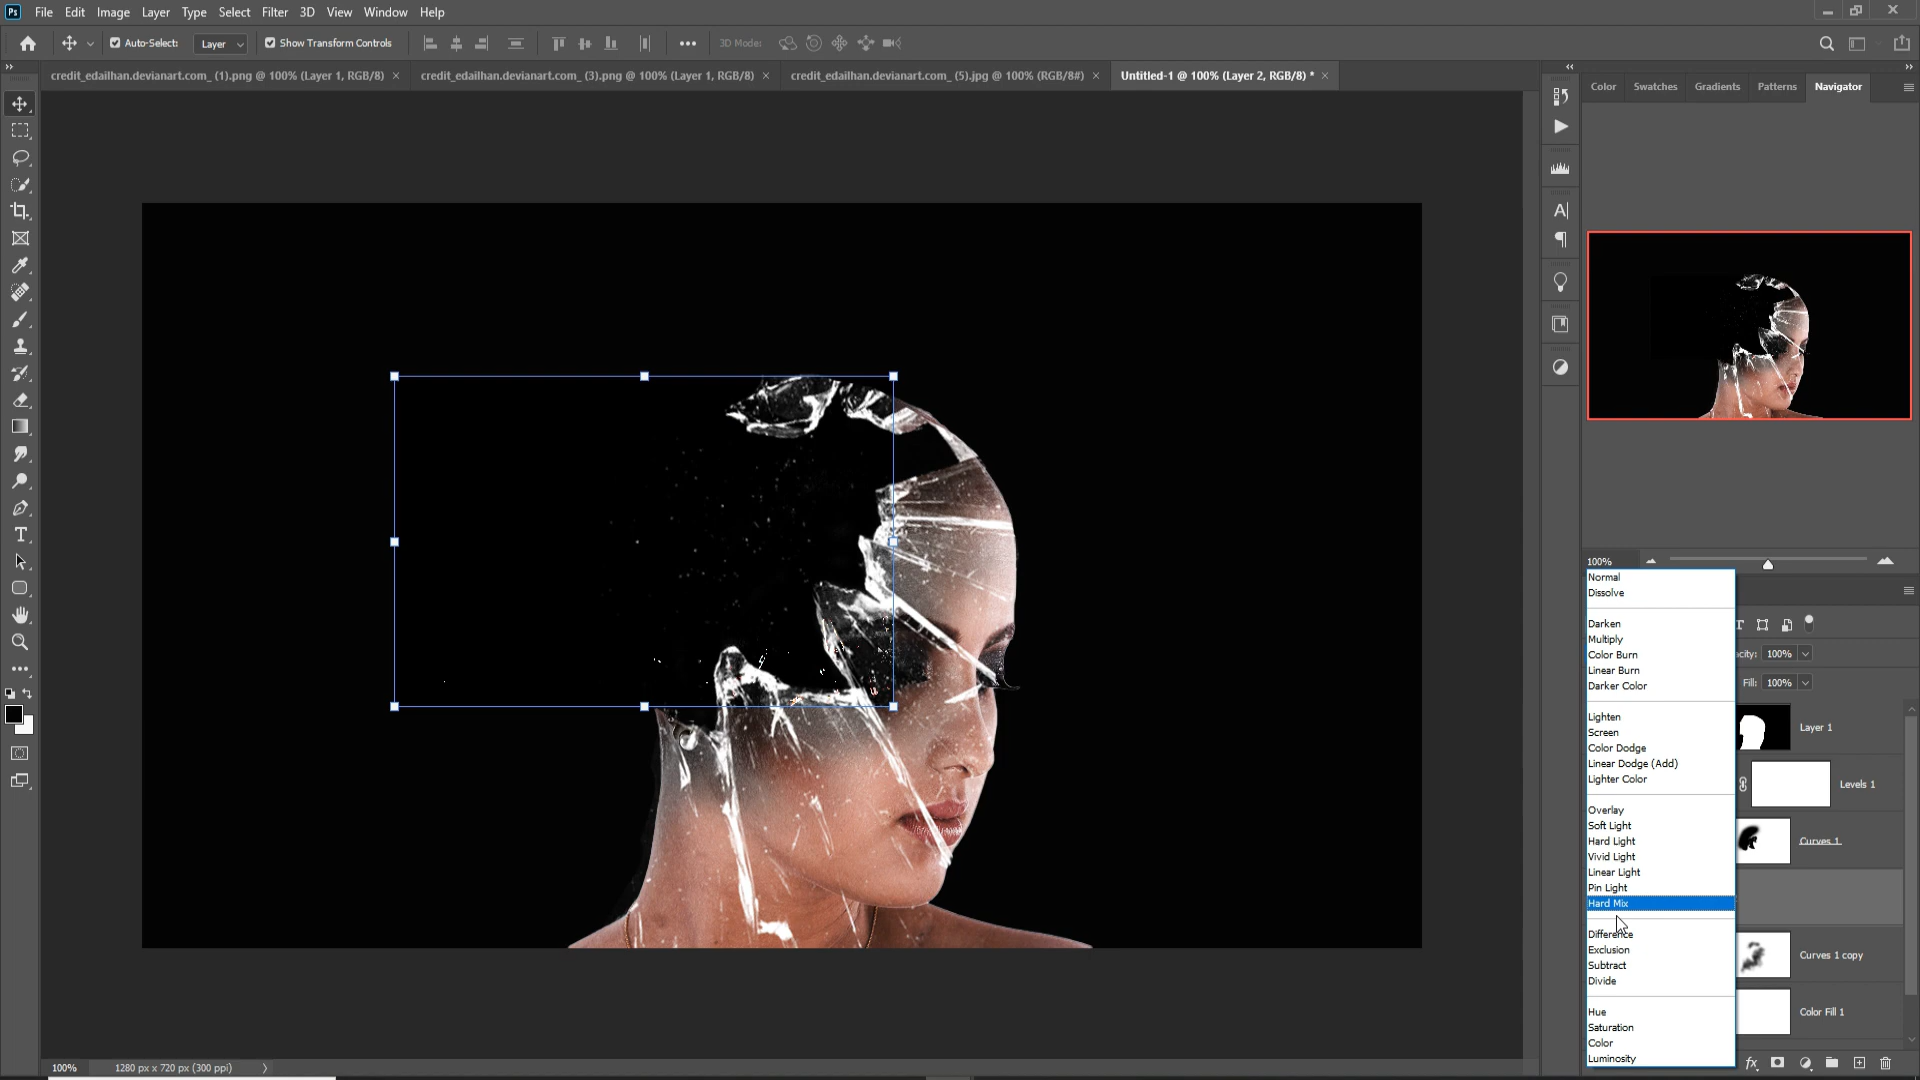 Ps File Edit Image Layer Type Select Filter 3D View Window Help
Auto-Select: Layer Show Transform Controls 3D Mode:
credit_edailhan.devianart.com_ (1).png @ 100% (Layer 1, RGB/8) credit_edailhan.devianart.com_ (3).png @ 100% (Layer 1, RGB/8) credit_edailhan.devianart.com_ (5).jpg @ 100% (RGB/8#) Untitled-1 @ 100% (Layer 2, RGB/8) *
Color Swatches Gradients Patterns Navigator
100%
Normal
Dissolve
Darken
Multiply
Color Burn
Linear Burn
Darker Color
Lighten
Screen
Color Dodge
Linear Dodge (Add)
Lighter Color
Overlay
Soft Light
Hard Light
Vivid Light
Linear Light
Pin Light
Hard Mix
Difference
Exclusion
Subtract
Divide
Hue
Saturation
Color
Luminosity
acity: 100%
Fill: 100%
Layer 1
Levels 1
Curves 1
Curves 1 copy
Color Fill 1
fx
100% 1280 px x 720 px (300 ppi)